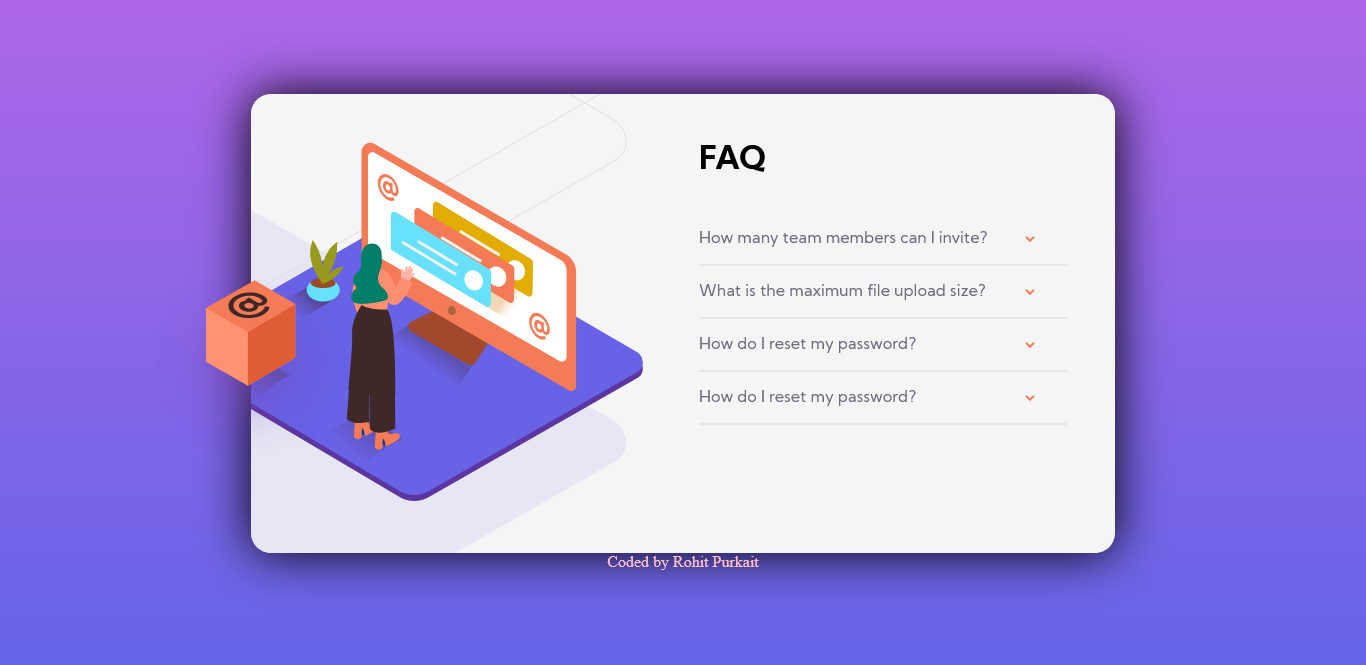 FAQ
How many team members can I invite?
What is the maximum file upload size?
How do I reset my password?
How do I reset my password?
@
@
@
Coded by Rohit Purkait